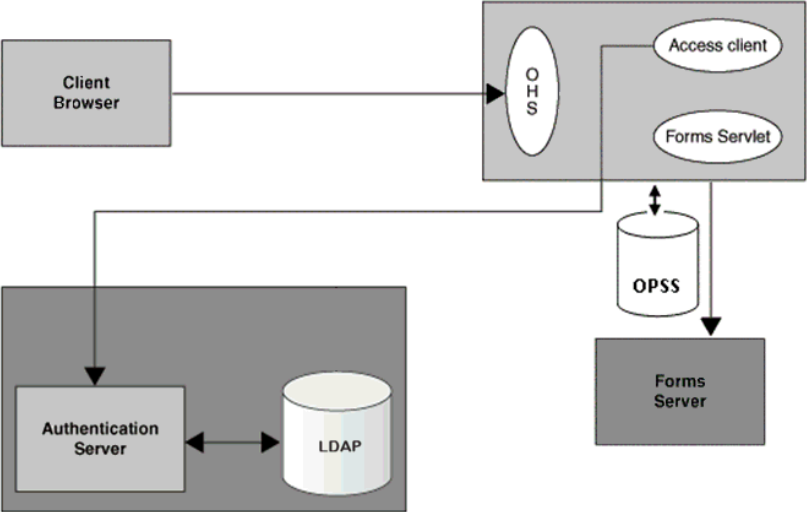 Client
Browser
O
H
S
Access client
Forms Servlet
OPSS
Forms
Server
Authentication
Server
LDAP